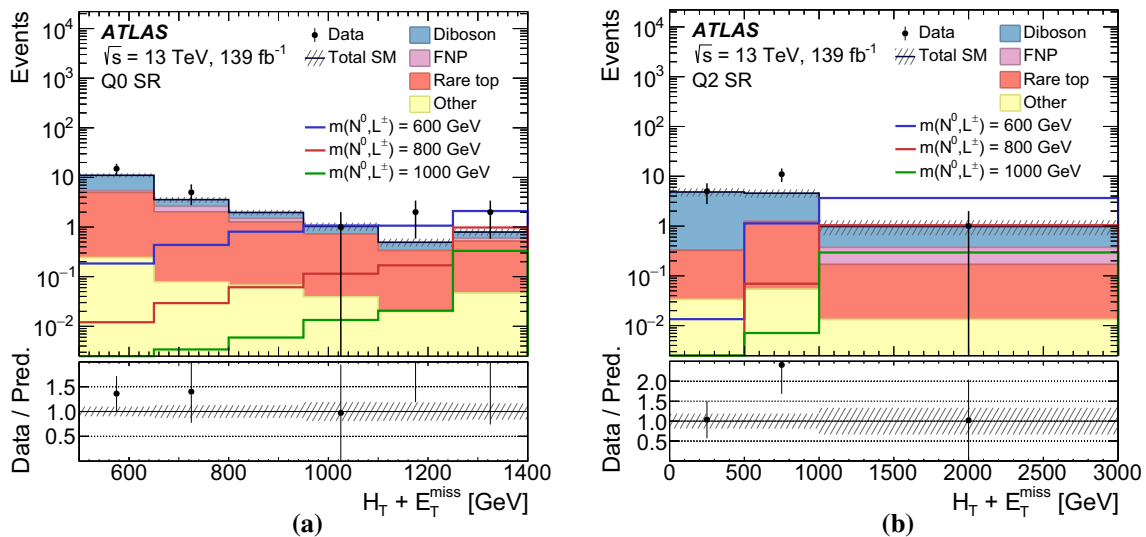 ATLAS
√s = 13 TeV, 139 fb⁻¹
Q0 SR
Data
Total SM
Diboson
FNP
Rare top
Other
m(N⁰,L±) = 600 GeV
m(N⁰,L±) = 800 GeV
m(N⁰,L±) = 1000 GeV
Events
10⁴
10³
10²
10
1
10⁻¹
10⁻²
Data / Pred.
1.5
1.0
0.5
600 800 1000 1200 1400
H_T + E_T^miss [GeV]
(a)
ATLAS
√s = 13 TeV, 139 fb⁻¹
Q2 SR
Data
Total SM
Diboson
FNP
Rare top
Other
m(N⁰,L±) = 600 GeV
m(N⁰,L±) = 800 GeV
m(N⁰,L±) = 1000 GeV
Events
10⁴
10³
10²
10
1
10⁻¹
10⁻²
Data / Pred.
2.0
1.5
1.0
0.5
0 500 1000 1500 2000 2500 3000
H_T + E_T^miss [GeV]
(b)